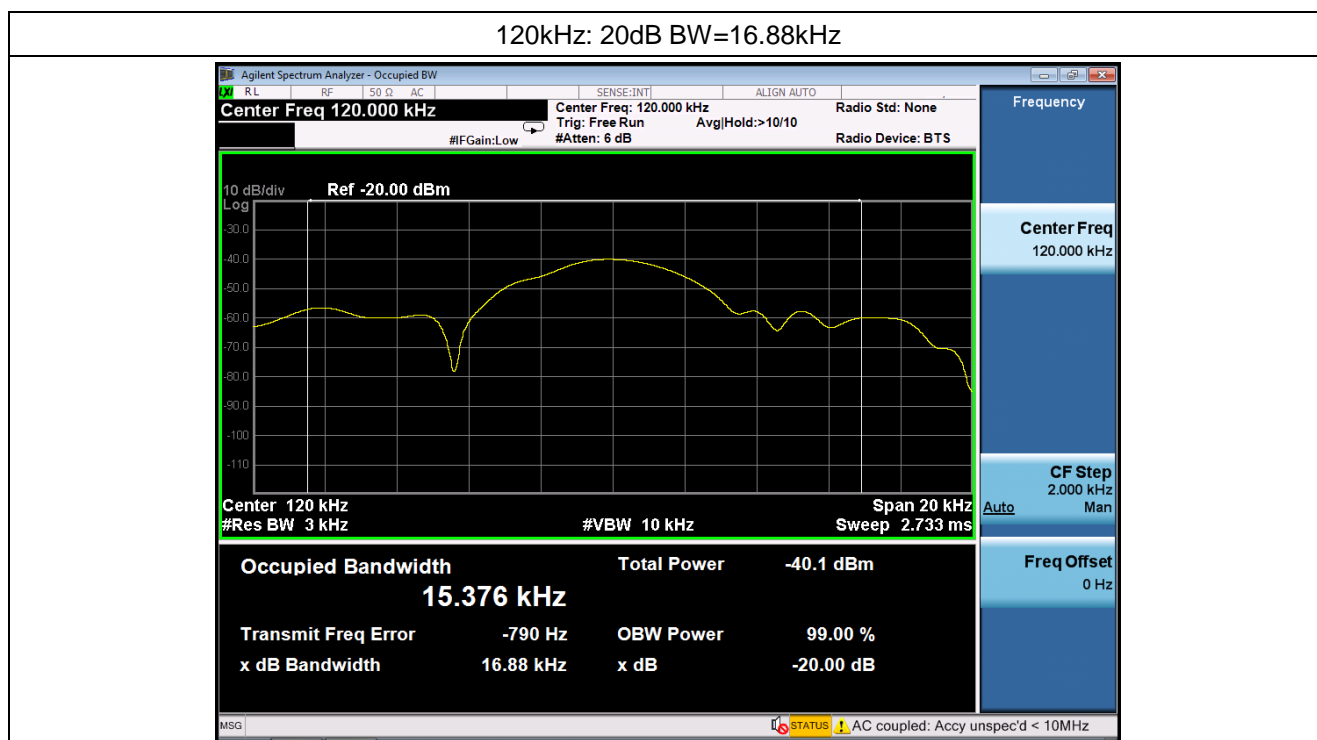 120kHz: 20dB BW=16.88kHz
Agilent Spectrum Analyzer - Occupied BW
LXI RL RF 50 Ω AC SENSE:INT ALIGN AUTO
Center Freq 120.000 kHz
Center Freq: 120.000 kHz Radio Std: None
Trig: Free Run Avg|Hold:>10/10
#IFGain:Low #Atten: 6 dB Radio Device: BTS
10 dB/div Ref -20.00 dBm
Log
-30.0
-40.0
-50.0
-60.0
-70.0
-80.0
-90.0
-100
-110
Center 120 kHz Span 20 kHz
#Res BW 3 kHz #VBW 10 kHz Sweep 2.733 ms
Occupied Bandwidth Total Power -40.1 dBm
15.376 kHz
Transmit Freq Error -790 Hz OBW Power 99.00 %
x dB Bandwidth 16.88 kHz x dB -20.00 dB
Frequency
Center Freq
120.000 kHz
CF Step
2.000 kHz
Auto Man
Freq Offset
0 Hz
MSG STATUS AC coupled: Accy unspec'd < 10MHz